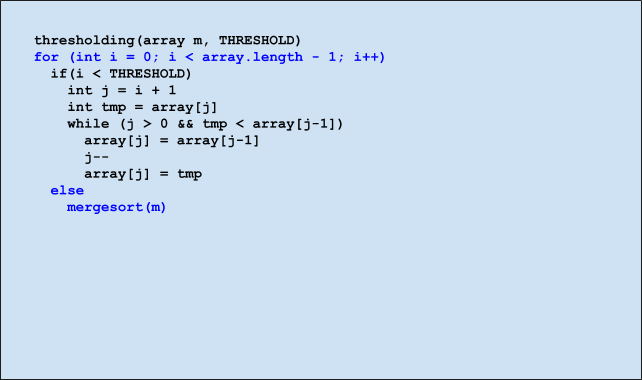 thresholding(array m, THRESHOLD)
for (int i = 0; i < array.length - 1; i++)
if(i < THRESHOLD)
int j = i + 1
int tmp = array[j]
while (j > 0 && tmp < array[j-1])
array[j] = array[j-1]
j--
array[j] = tmp
else
mergesort(m)